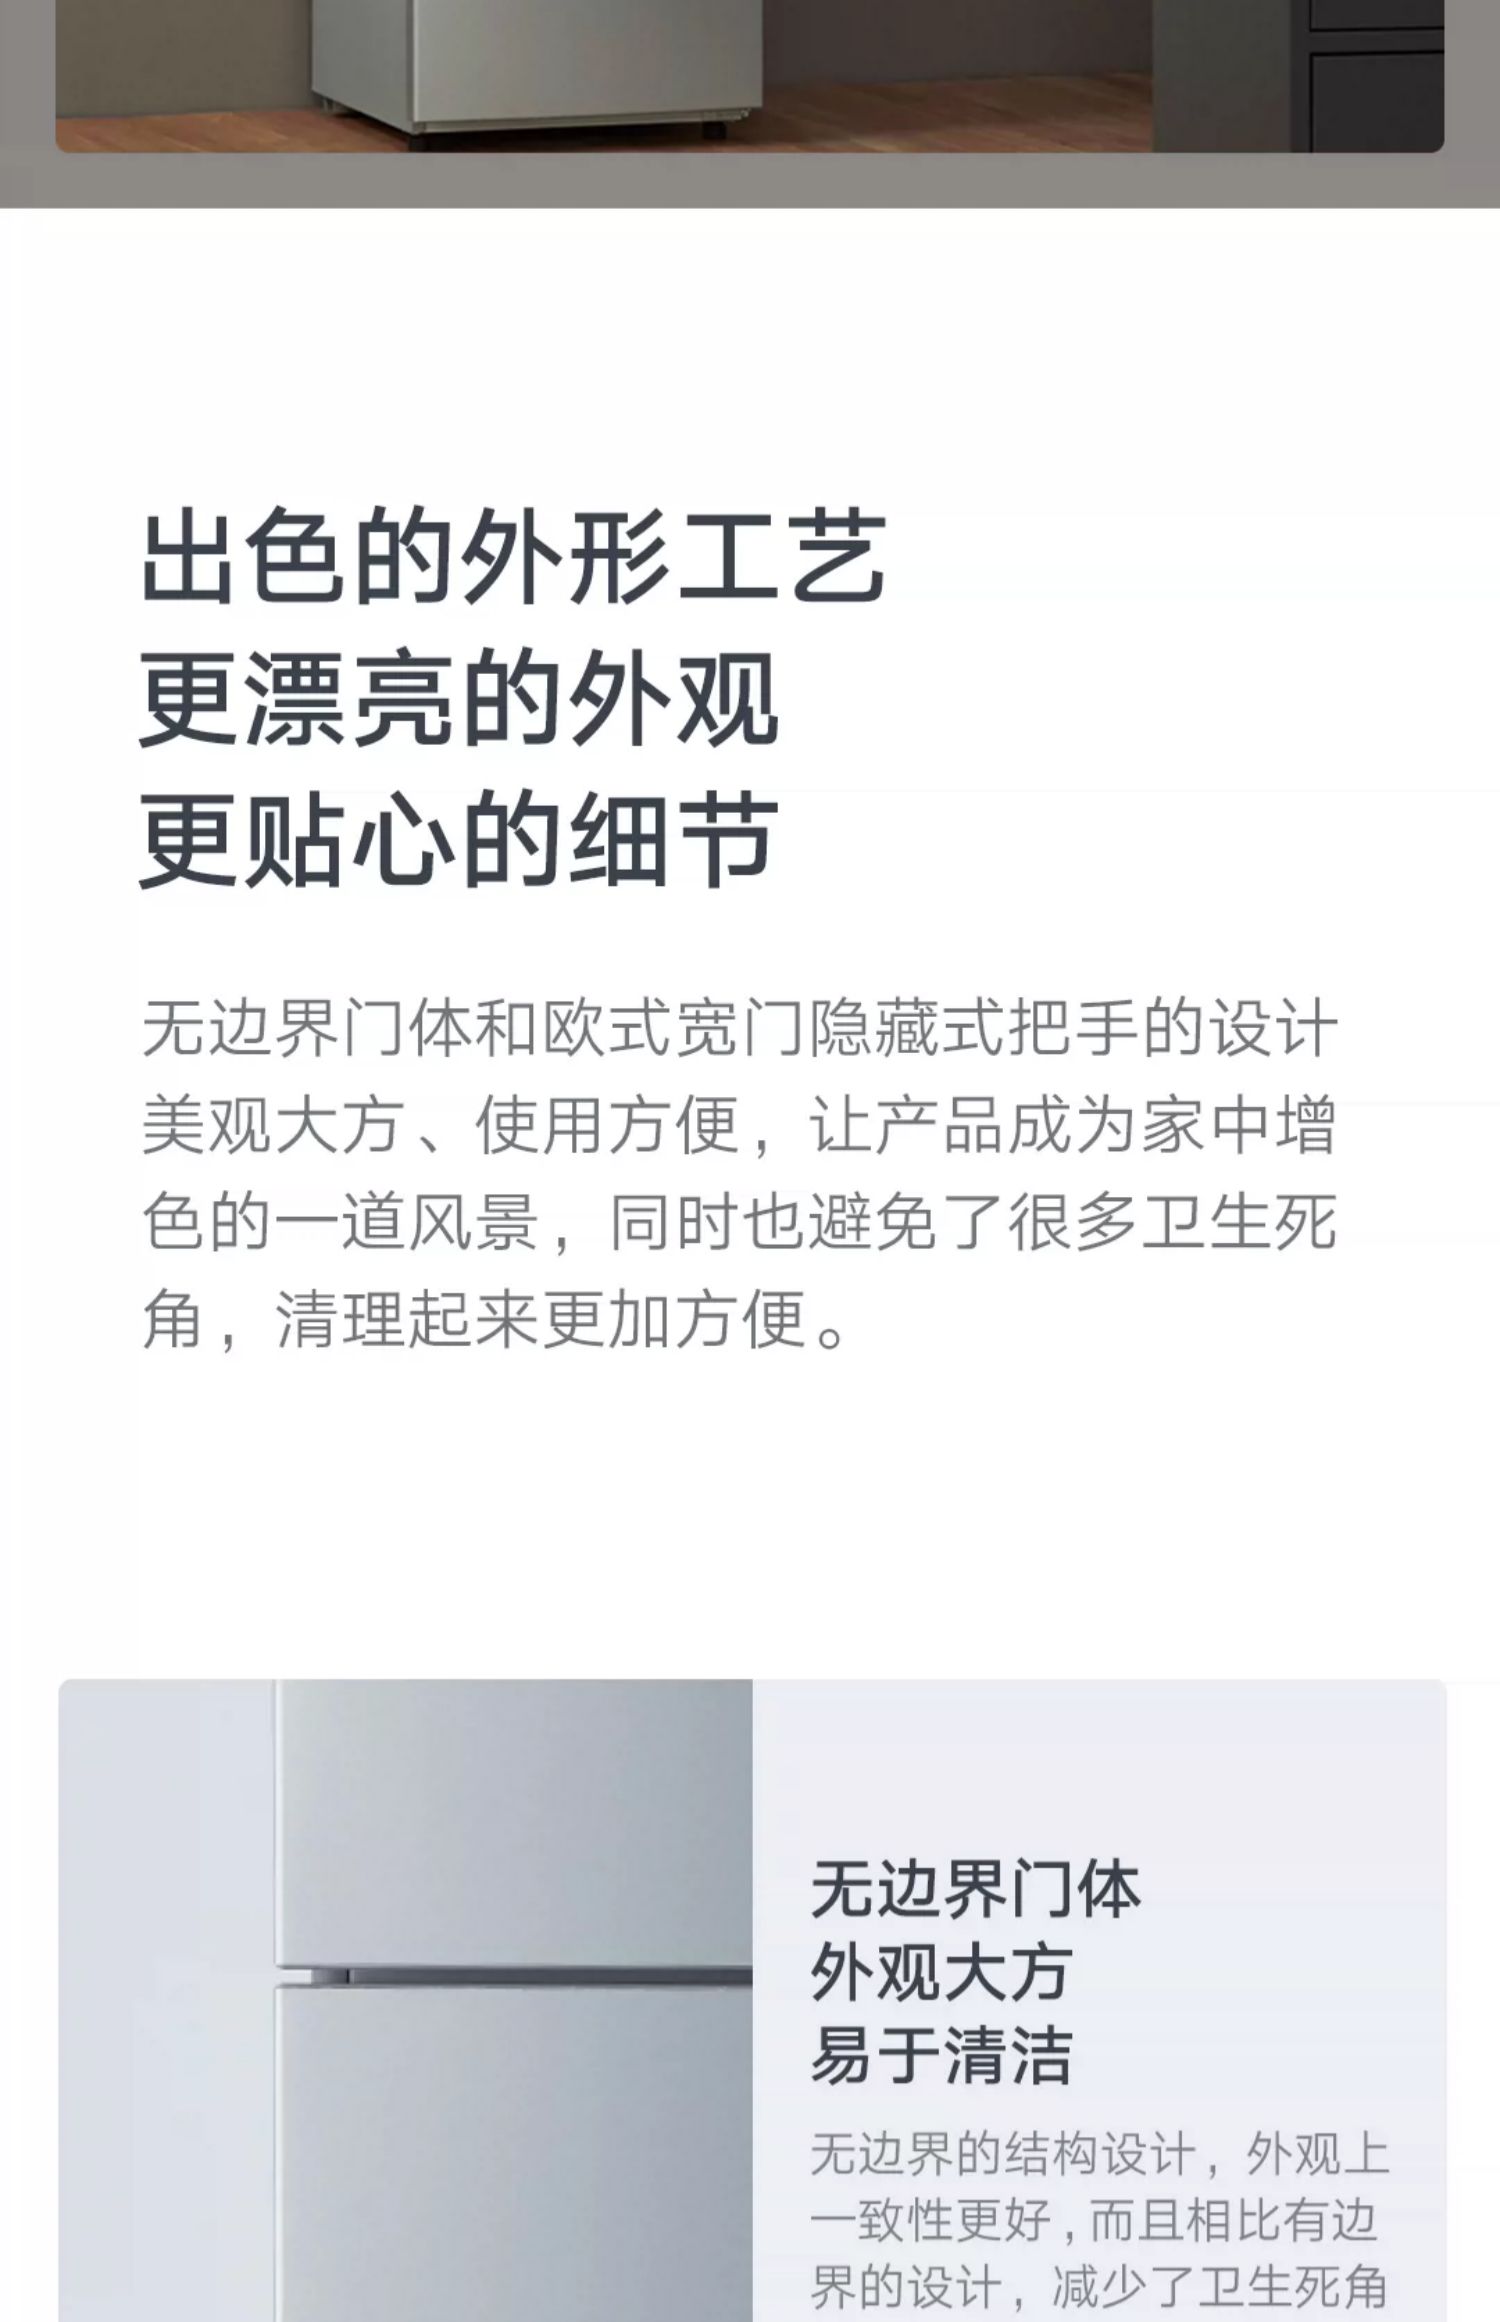 出色的外形工艺
更漂亮的外观
更贴心的细节
无边界门体和欧式宽门隐藏式把手的设计
美观大方、使用方便，让产品成为家中增
色的一道风景，同时也避免了很多卫生死
角，清理起来更加方便。
无边界门体
外观大方
易于清洁
无边界的结构设计，外观上
一致性更好，而且相比有边
界的设计，减少了卫生死角